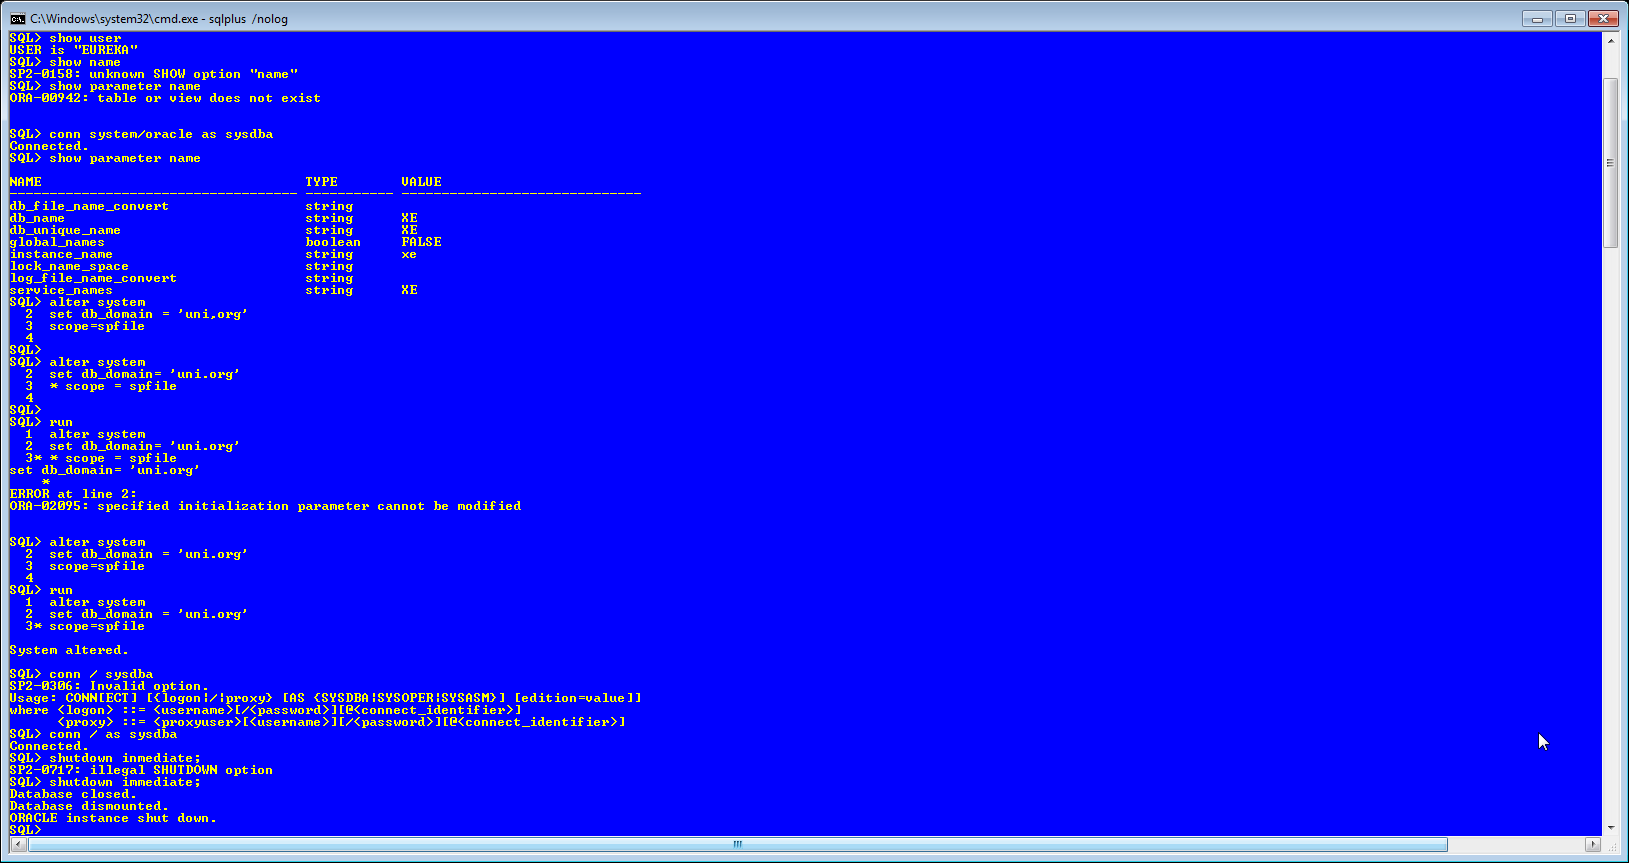 C:\Windows\system32\cmd.exe - sqlplus  /nolog
SQL> show user
USER is "EUREKA"
SQL> show name
SP2-0158: unknown SHOW option "name"
SQL> show parameter name
ORA-00942: table or view does not exist
SQL> conn system/oracle as sysdba
Connected.
SQL> show parameter name
NAME                                 TYPE        VALUE
------------------------------------ ----------- ------------------------------
db_file_name_convert                 string
db_name                              string      XE
db_unique_name                       string      XE
global_names                         boolean     FALSE
instance_name                        string      xe
lock_name_space                      string
log_file_name_convert                string
service_names                        string      XE
SQL> alter system
  2  set db_domain = 'uni,org'
  3  scope=spfile
  4
SQL>
SQL> alter system
  2  set db_domain= 'uni.org'
  3  * scope = spfile
  4
SQL>
SQL> run
  1  alter system
  2  set db_domain= 'uni.org'
  3* * scope = spfile
set db_domain= 'uni.org'
    *
ERROR at line 2:
ORA-02095: specified initialization parameter cannot be modified
SQL> alter system
  2  set db_domain = 'uni.org'
  3  scope=spfile
  4
SQL> run
  1  alter system
  2  set db_domain = 'uni.org'
  3* scope=spfile
System altered.
SQL> conn / sysdba
SP2-0306: Invalid option.
Usage: CONN[ECT] [{logon|/|proxy} [AS {SYSDBA|SYSOPER|SYSASM}] [edition=value]]
where <logon> ::= <username>[/<password>][@<connect_identifier>]
      <proxy> ::= <proxyuser>[<username>][/<password>][@<connect_identifier>]
SQL> conn / as sysdba
Connected.
SQL> shutdown inmediate;
SP2-0717: illegal SHUTDOWN option
SQL> shutdown immediate;
Database closed.
Database dismounted.
ORACLE instance shut down.
SQL>